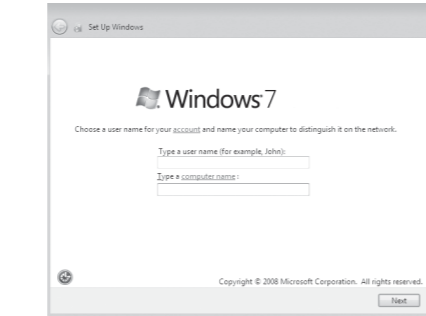 Set Up Windows
Windows 7
Choose a user name for your account and name your computer to distinguish it on the network.
Type a user name (for example, John):
Type a computer name:
Copyright © 2008 Microsoft Corporation. All rights reserved.
Next